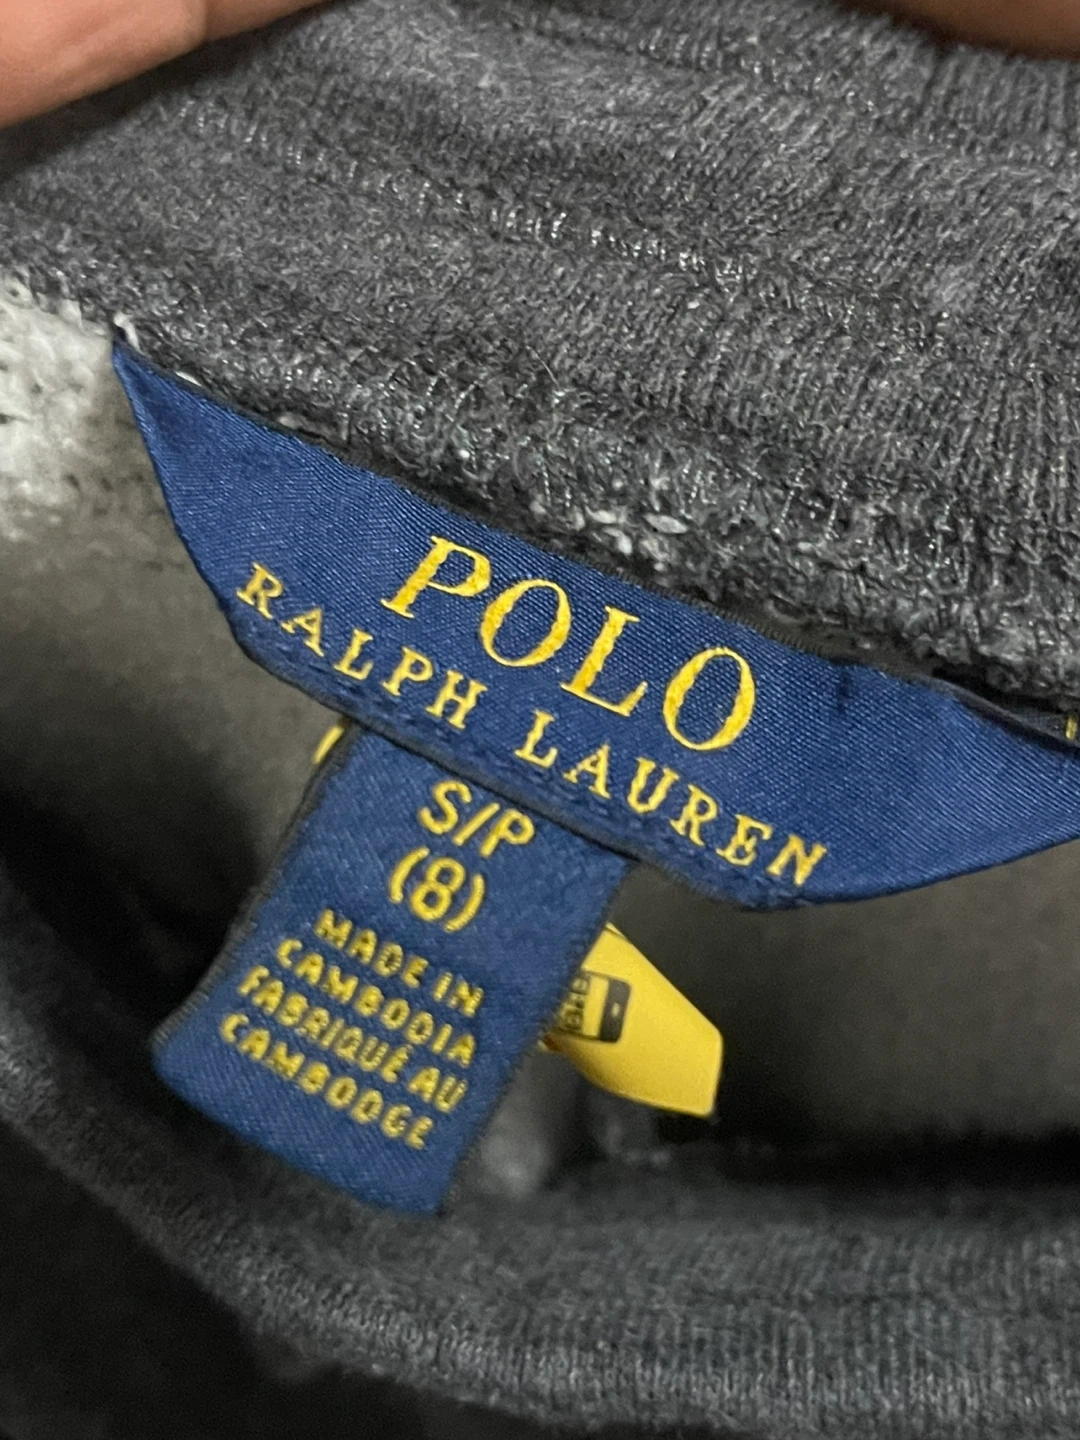 POLO
RALPH LAUREN
S/P
(8)
MADE IN
CAMBODIA
FABRIQUÉ AU
CAMBODGE